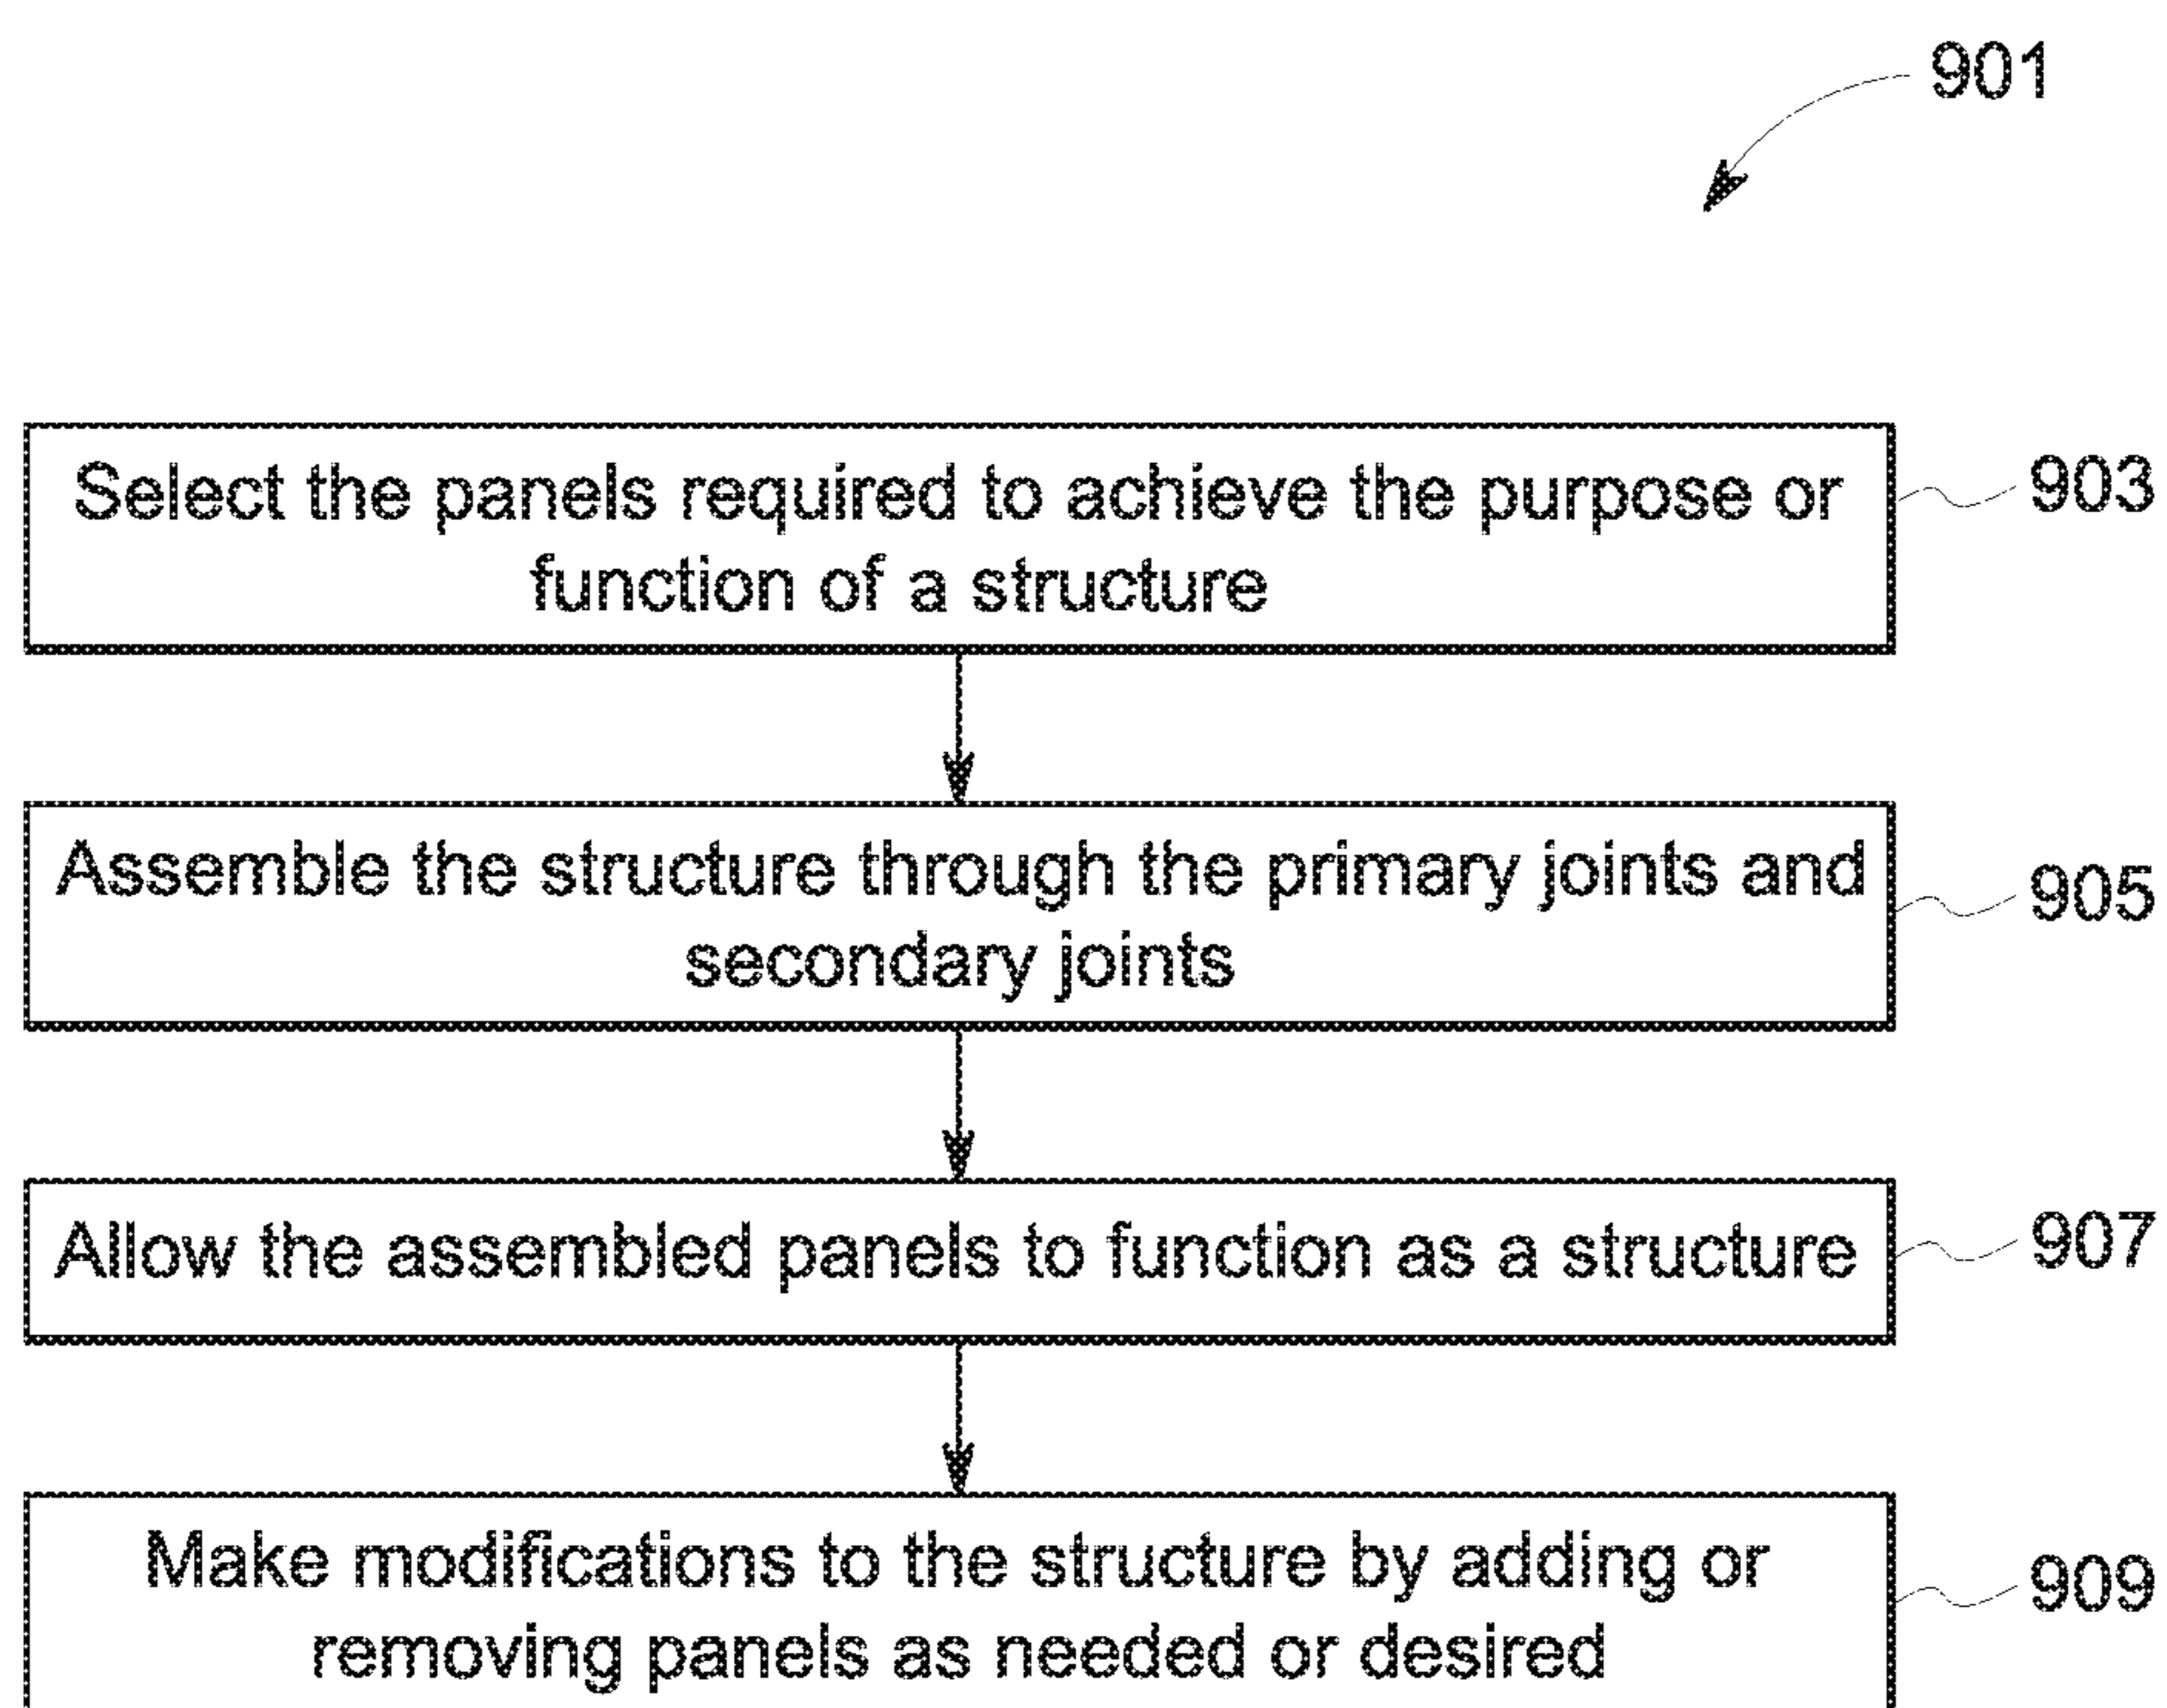 901
Select the panels required to achieve the purpose or
function of a structure
903
Assemble the structure through the primary joints and
secondary joints
905
Allow the assembled panels to function as a structure
907
Make modifications to the structure by adding or
removing panels as needed or desired
909